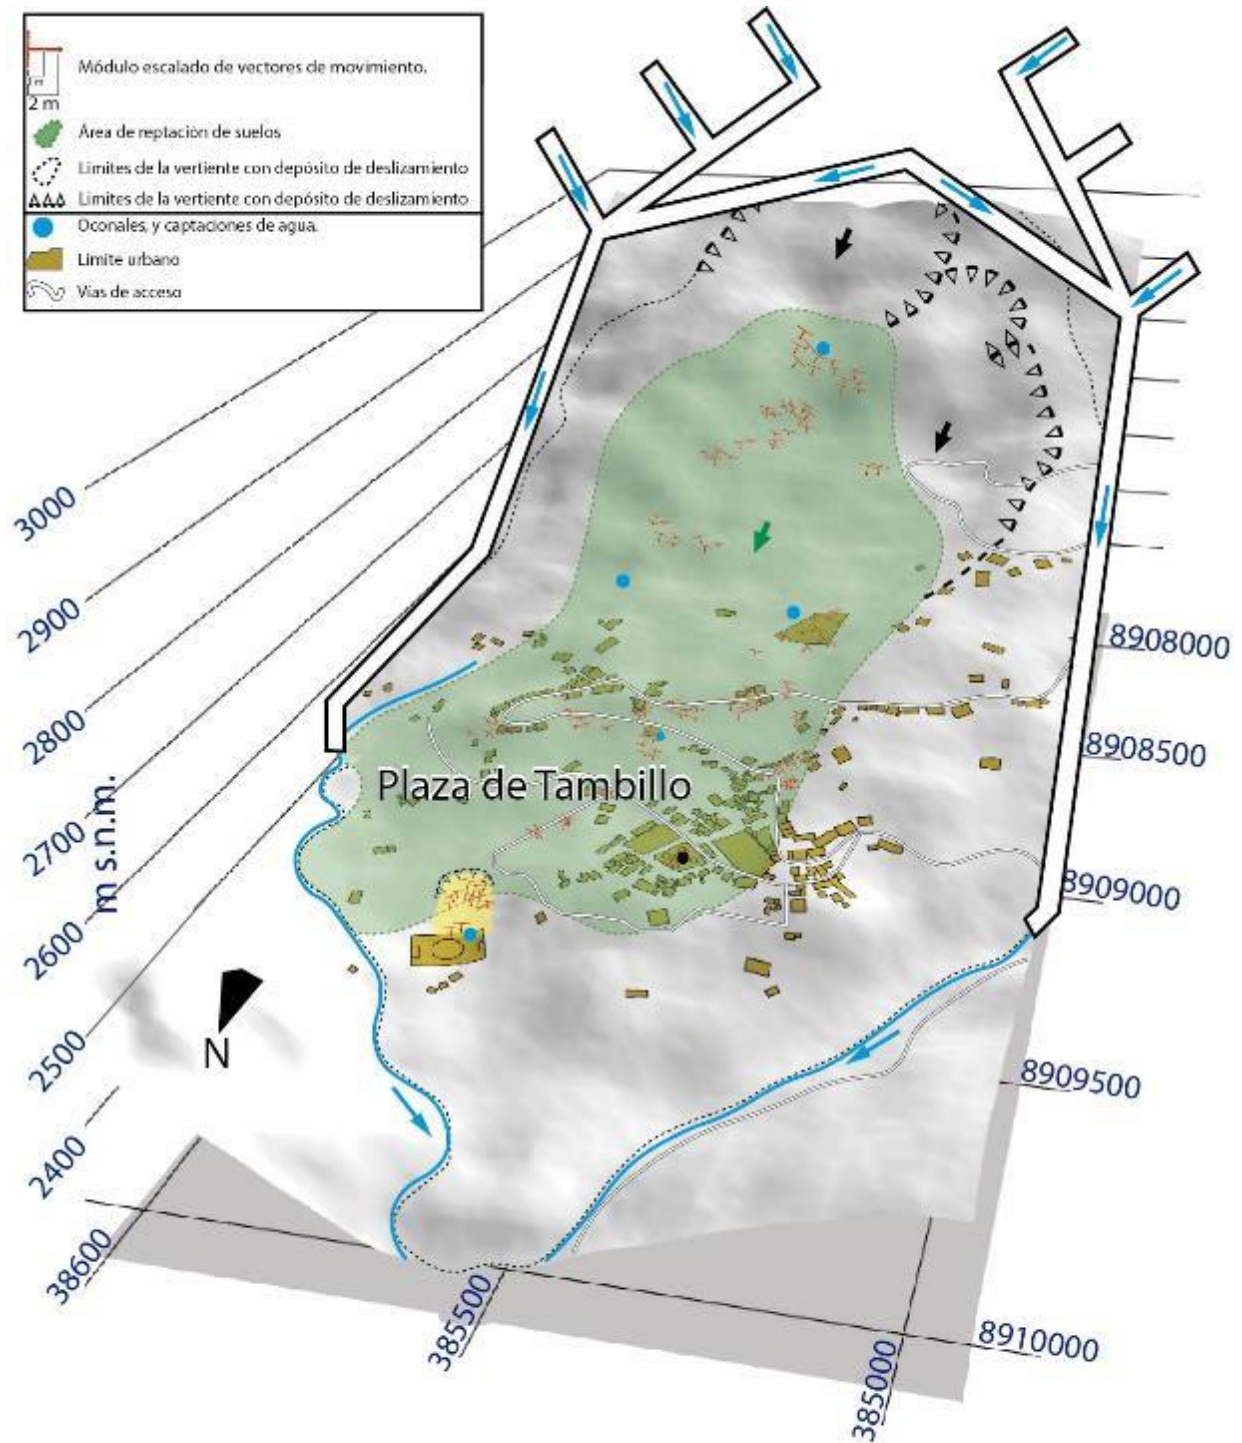 Módulo escalado de vectores de movimiento.
1 m
2 m
Área de reptación de suelos
Limites de la vertiente con depósito de deslizamiento
Limites de la vertiente con depósito de deslizamiento
Oconales, y captaciones de agua.
Limite urbano
Vias de acceso
3000
2900
2800
2700
2600
2500
2400
m s.n.m.
Plaza de Tambillo
N
8908000
8908500
8909000
8909500
8910000
38600
385500
385000